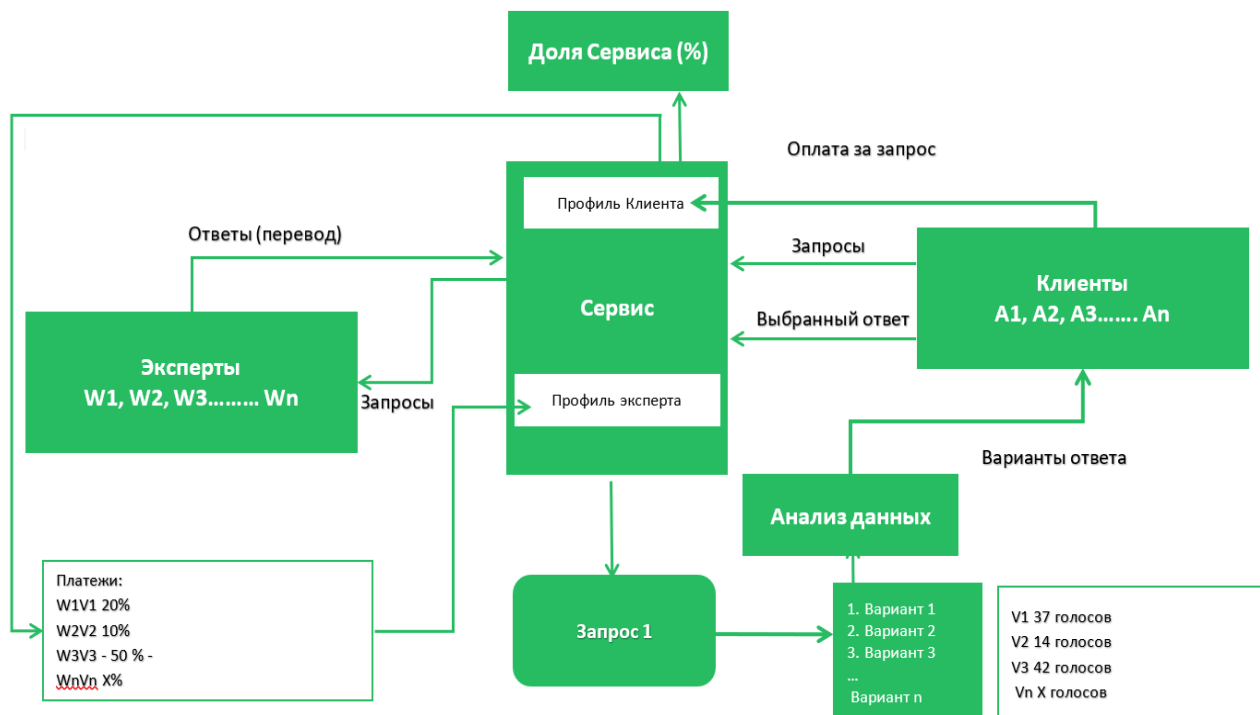 Доля Сервиса (%)
Оплата за запрос
Профиль Клиента
Ответы (перевод)
Запросы
Клиенты
A1, A2, A3....... An
Сервис
Выбранный ответ
Эксперты
W1, W2, W3......... Wn
Запросы
Профиль эксперта
Варианты ответа
Анализ данных
Платежи:
W1V1 20%
W2V2 10%
W3V3 - 50 % -
WnVn X%
Запрос 1
1. Вариант 1
2. Вариант 2
3. Вариант 3
...
Вариант n
V1 37 голосов
V2 14 голосов
V3 42 голосов
Vn X голосов